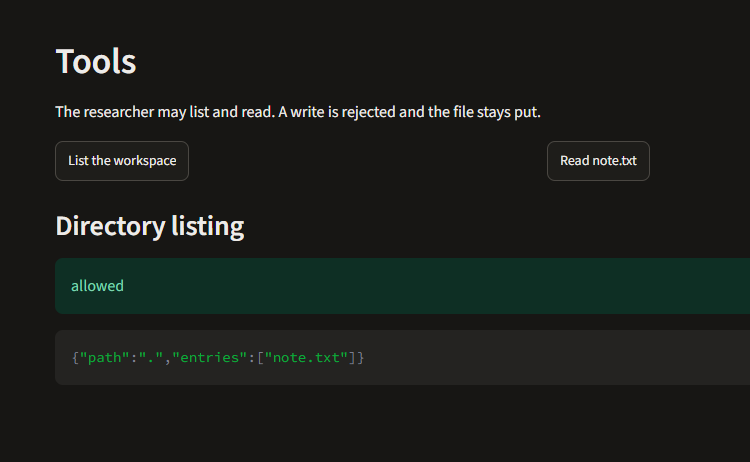 Tools
The researcher may list and read. A write is rejected and the file stays put.
List the workspace
Read note.txt
Directory listing
allowed
{"path":".","entries":["note.txt"]}